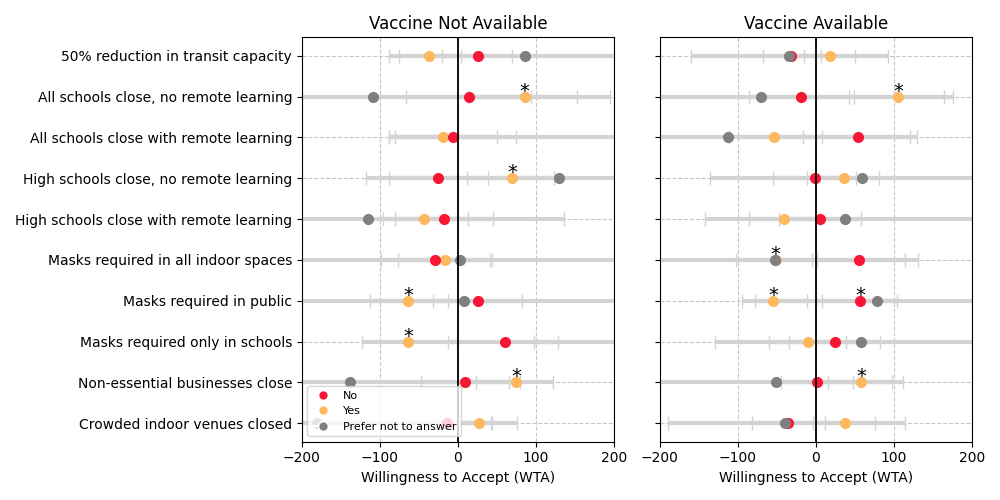 Vaccine Not Available
Vaccine Available
50% reduction in transit capacity
All schools close, no remote learning
*
*
All schools close with remote learning
High schools close, no remote learning
*
High schools close with remote learning
Masks required in all indoor spaces
*
Masks required in public
*
*
*
Masks required only in schools
*
Non-essential businesses close
*
*
Crowded indoor venues closed
No
Yes
Prefer not to answer
−200
−100
0
100
200
−200
−100
0
100
200
Willingness to Accept (WTA)
Willingness to Accept (WTA)